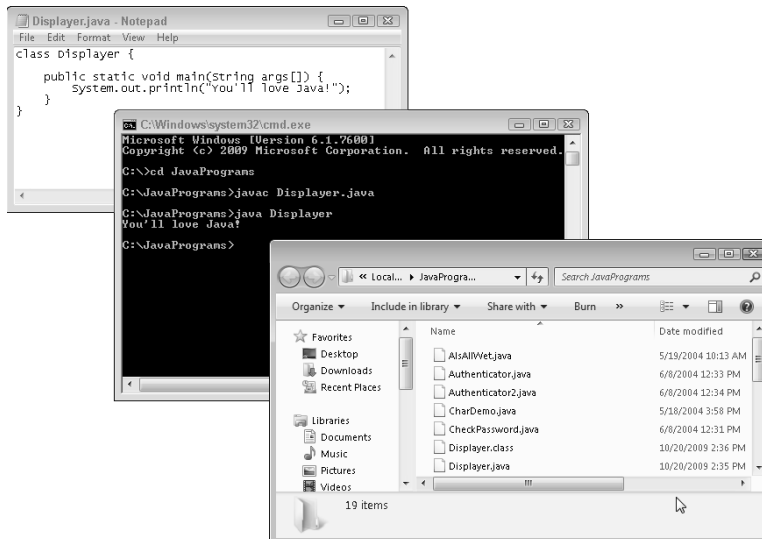 Displayer.java - Notepad
File Edit Format View Help
class Displayer {
public static void main(String args[]) {
System.out.println("You'll love Java!");
}
}
C:\Windows\system32\cmd.exe
Microsoft Windows [Version 6.1.7600]
Copyright (c) 2009 Microsoft Corporation. All rights reserved.
C:\>cd JavaPrograms
C:\JavaPrograms>javac Displayer.java
C:\JavaPrograms>java Displayer
You'll love Java!
C:\JavaPrograms>
« Local... ▸ JavaProgra...
Search JavaPrograms
Organize Include in library Share with Burn »
Favorites
Desktop
Downloads
Recent Places
Libraries
Documents
Music
Pictures
Videos
Name Date modified
AlsAllWet.java 5/19/2004 10:13 AM
Authenticator.java 6/8/2004 12:33 PM
Authenticator2.java 6/8/2004 12:34 PM
CharDemo.java 5/18/2004 3:58 PM
CheckPassword.java 6/8/2004 12:31 PM
Displayer.class 10/20/2009 2:36 PM
Displayer.java 10/20/2009 2:35 PM
19 items